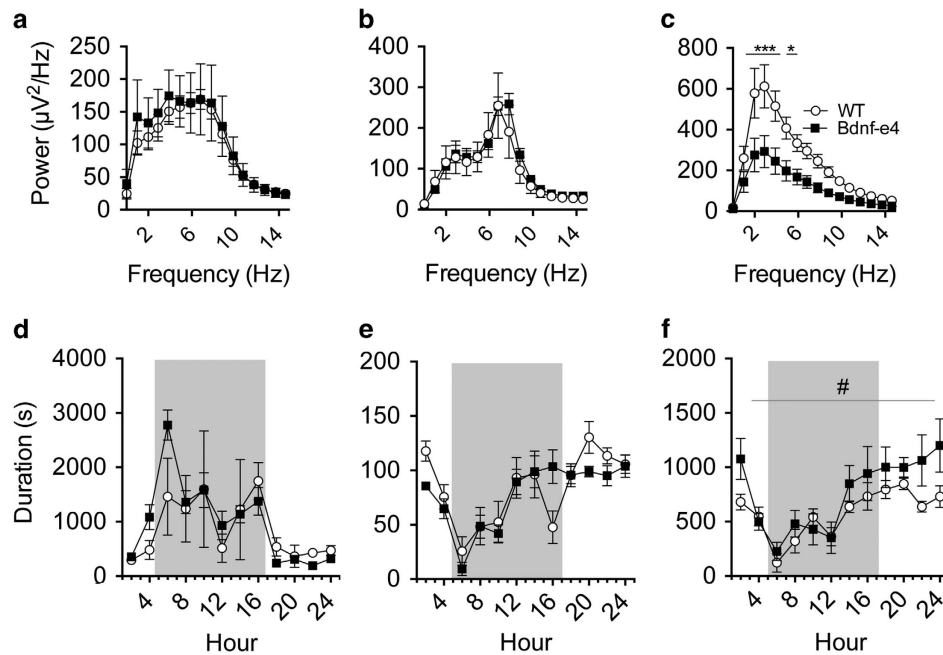 a
b
c
250
200
150
100
50
0
400
300
200
100
0
800
600
400
200
0
*** *
WT
Bdnf-e4
Power (μV²/Hz)
2 6 10 14
2 6 10 14
2 6 10 14
Frequency (Hz)
Frequency (Hz)
Frequency (Hz)
d
e
f
4000
3000
2000
1000
0
200
150
100
50
0
2000
1500
1000
500
0
#
Duration (s)
4 8 12 16 20 24
4 8 12 16 20 24
4 8 12 16 20 24
Hour
Hour
Hour